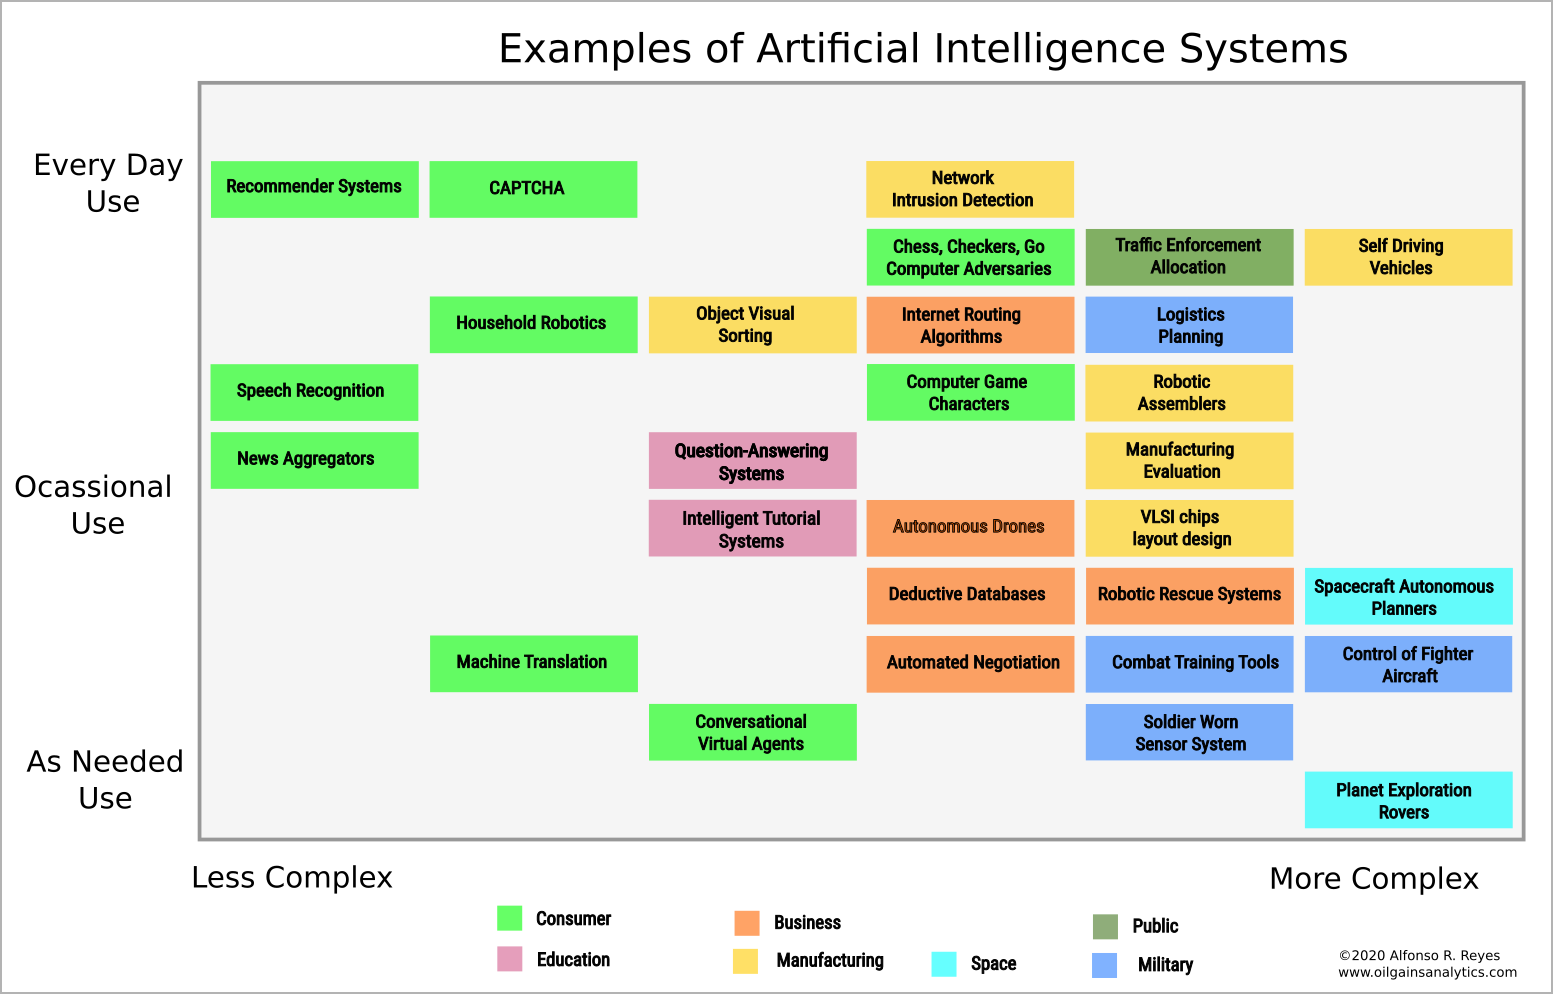 Examples of Artificial Intelligence Systems
Every Day
Use
Recommender Systems
CAPTCHA
Network
Intrusion Detection
Chess, Checkers, Go
Computer Adversaries
Traffic Enforcement
Allocation
Self Driving
Vehicles
Household Robotics
Object Visual
Sorting
Internet Routing
Algorithms
Logistics
Planning
Speech Recognition
Computer Game
Characters
Robotic
Assemblers
News Aggregators
Question-Answering
Systems
Manufacturing
Evaluation
Ocassional
Use
Intelligent Tutorial
Systems
Autonomous Drones
VLSI chips
layout design
Deductive Databases
Robotic Rescue Systems
Spacecraft Autonomous
Planners
Machine Translation
Automated Negotiation
Combat Training Tools
Control of Fighter
Aircraft
Conversational
Virtual Agents
Soldier Worn
Sensor System
As Needed
Use
Planet Exploration
Rovers
Less Complex
More Complex
Consumer
Business
Public
Education
Manufacturing
Space
Military
©2020 Alfonso R. Reyes
www.oilgainsanalytics.com